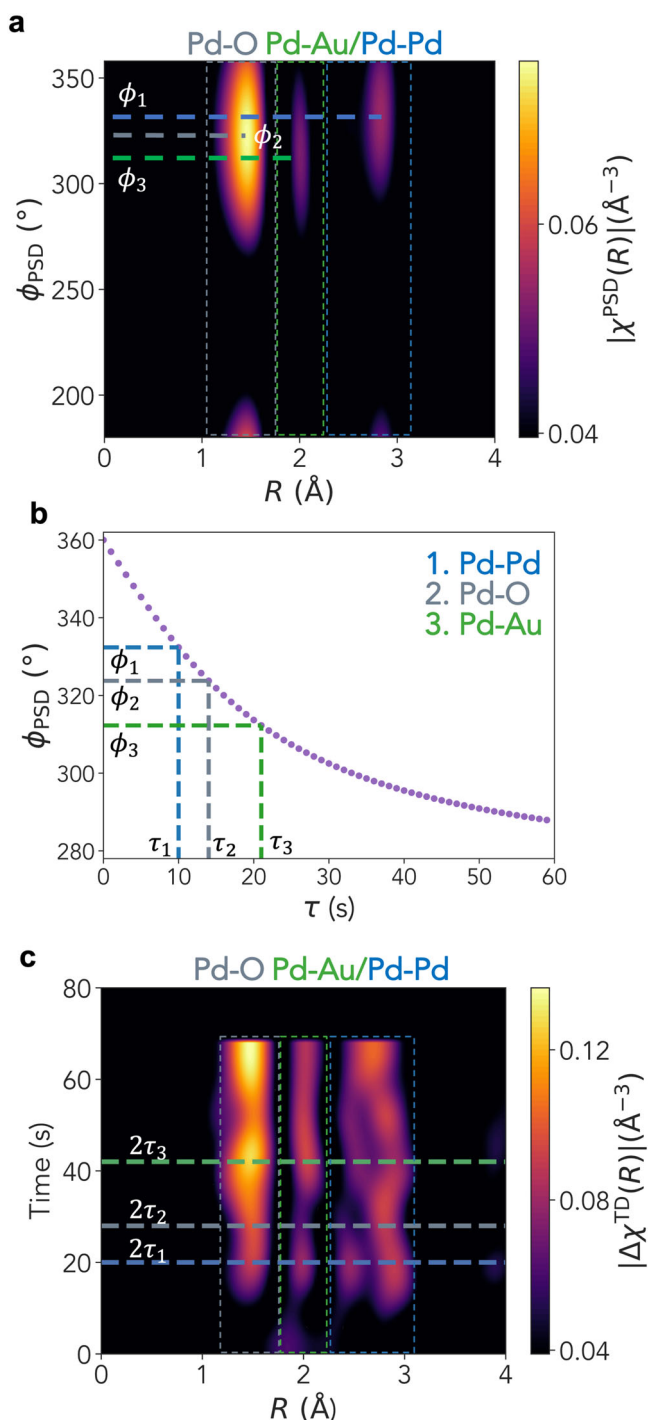 a
Pd-O Pd-Au/Pd-Pd
350
300
250
200
ϕ₁
ϕ₂
ϕ₃
ϕPSD (°)
0 1 2 3 4
R (Å)
0.06
0.04
|χ^PSD(R)|(Å⁻³)
b
360
340
320
300
280
ϕPSD (°)
1. Pd-Pd
2. Pd-O
3. Pd-Au
ϕ₁
ϕ₂
ϕ₃
τ₁ τ₂ τ₃
0 10 20 30 40 50 60
τ (s)
c
Pd-O Pd-Au/Pd-Pd
80
60
40
20
0
Time (s)
2τ₃
2τ₂
2τ₁
0 1 2 3 4
R (Å)
0.12
0.08
0.04
|Δχ^TD(R)|(Å⁻³)